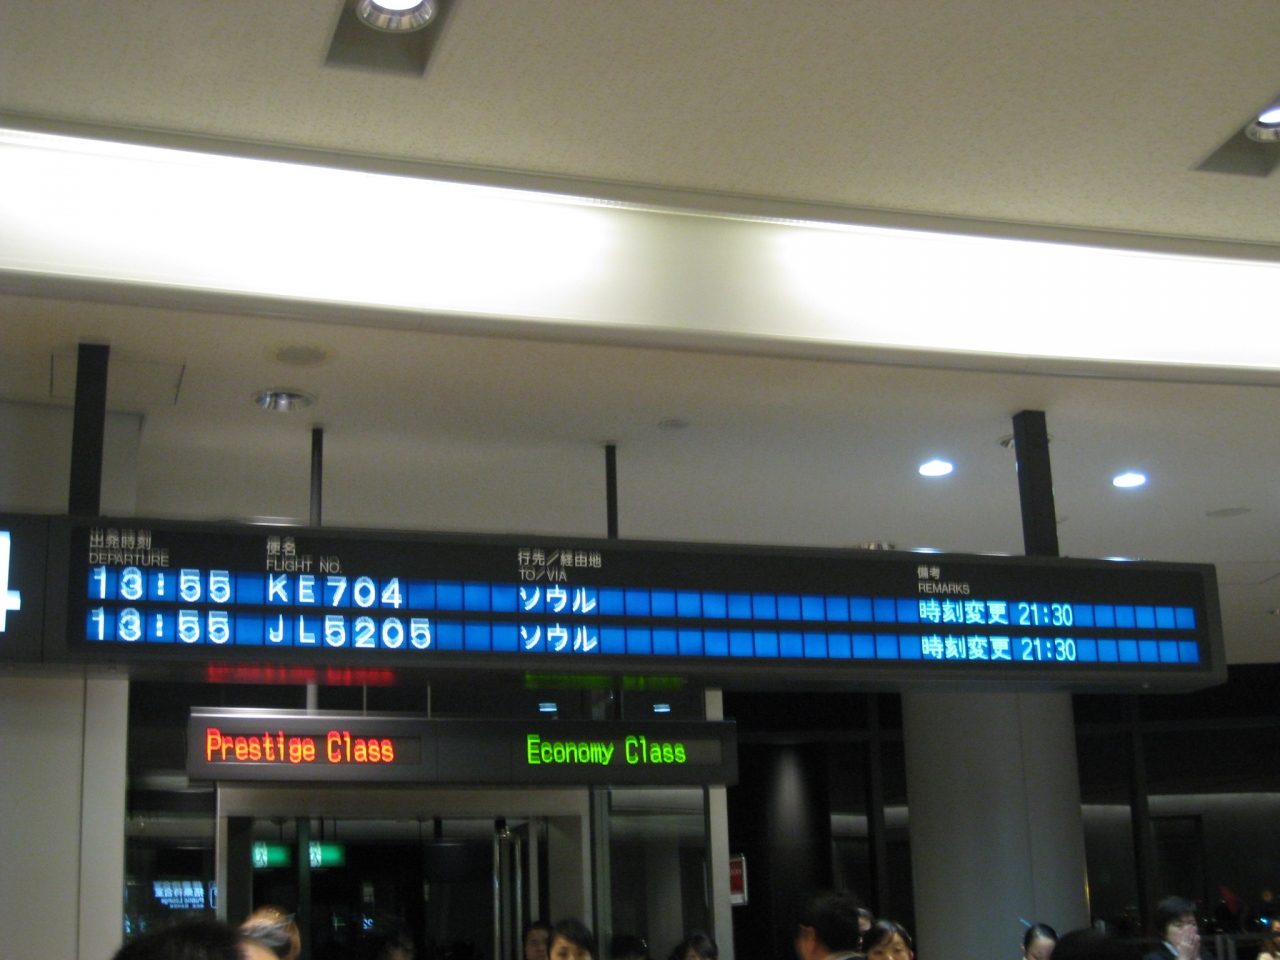 出発時刻 便名 行先/経由地 備考
DEPARTURE FLIGHT NO. TO/VIA REMARKS
13:55 KE704 ソウル 時刻変更 21:30
13:55 JL5205 ソウル 時刻変更 21:30
Prestige Class Economy Class